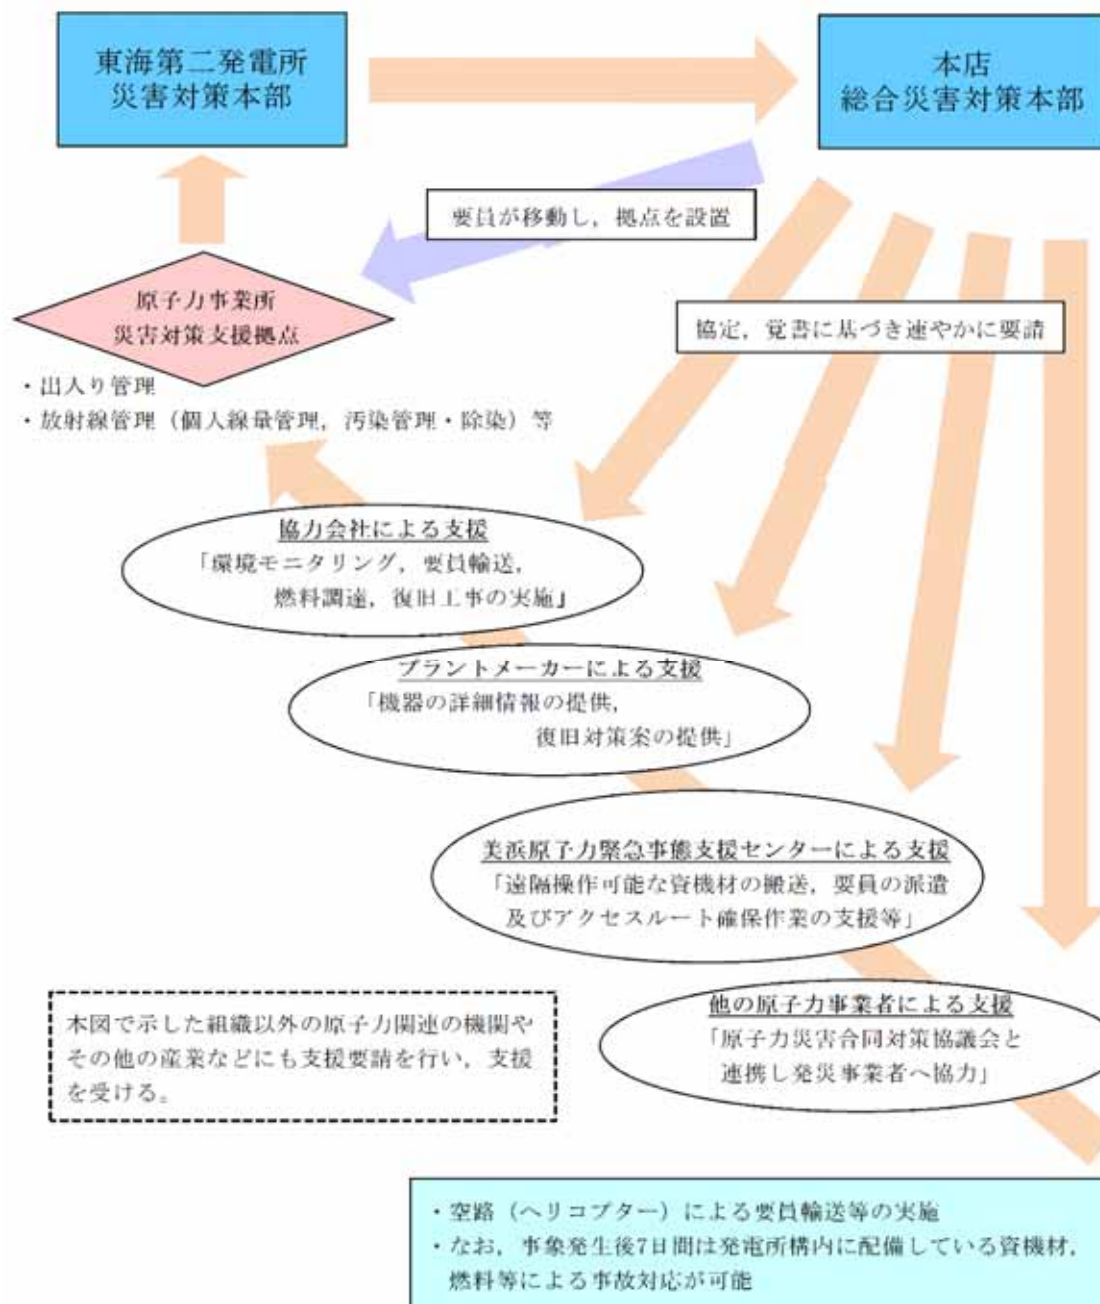 東海第二発電所
災害対策本部
本店
総合災害対策本部
要員が移動し，拠点を設置
原子力事業所
災害対策支援拠点
協定，覚書に基づき速やかに要請
・出入り管理
・放射線管理（個人線量管理，汚染管理・除染）等
協力会社による支援
「環境モニタリング，要員輸送，
燃料調達，復旧工事の実施」
プラントメーカーによる支援
「機器の詳細情報の提供，
復旧対策案の提供」
美浜原子力緊急事態支援センターによる支援
「遠隔操作可能な資機材の搬送，要員の派遣
及びアクセスルート確保作業の支援等」
他の原子力事業者による支援
「原子力災害合同対策協議会と
連携し発災事業者へ協力」
本図で示した組織以外の原子力関連の機関や
その他の産業などにも支援要請を行い，支援
を受ける。
・空路（ヘリコプター）による要員輸送等の実施
・なお，事象発生後7日間は発電所構内に配備している資機材，
燃料等による事故対応が可能